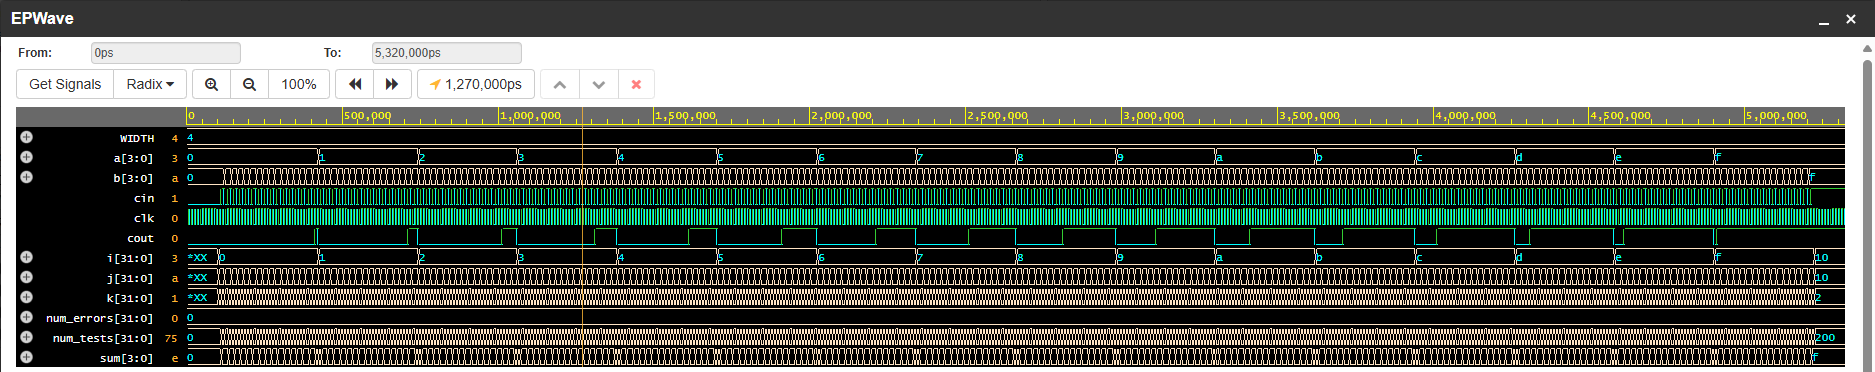 EPWave
From: 0ps To: 5,320,000ps
Get Signals Radix 100% 1,270,000ps
0 500,000 1,000,000 1,500,000 2,000,000 2,500,000 3,000,000 3,500,000 4,000,000 4,500,000 5,000,000
WIDTH 4 4
a[3:0] 3 0 1 2 3 4 5 6 7 8 9 a b c d e f
b[3:0] a 0 f
cin 1
clk 0
cout 0
i[31:0] 3 *XX 0 1 2 3 4 5 6 7 8 9 a b c d e f 10
j[31:0] a *XX 10
k[31:0] 1 *XX 2
num_errors[31:0] 0 0
num_tests[31:0] 75 0 200
sum[3:0] e 0 f